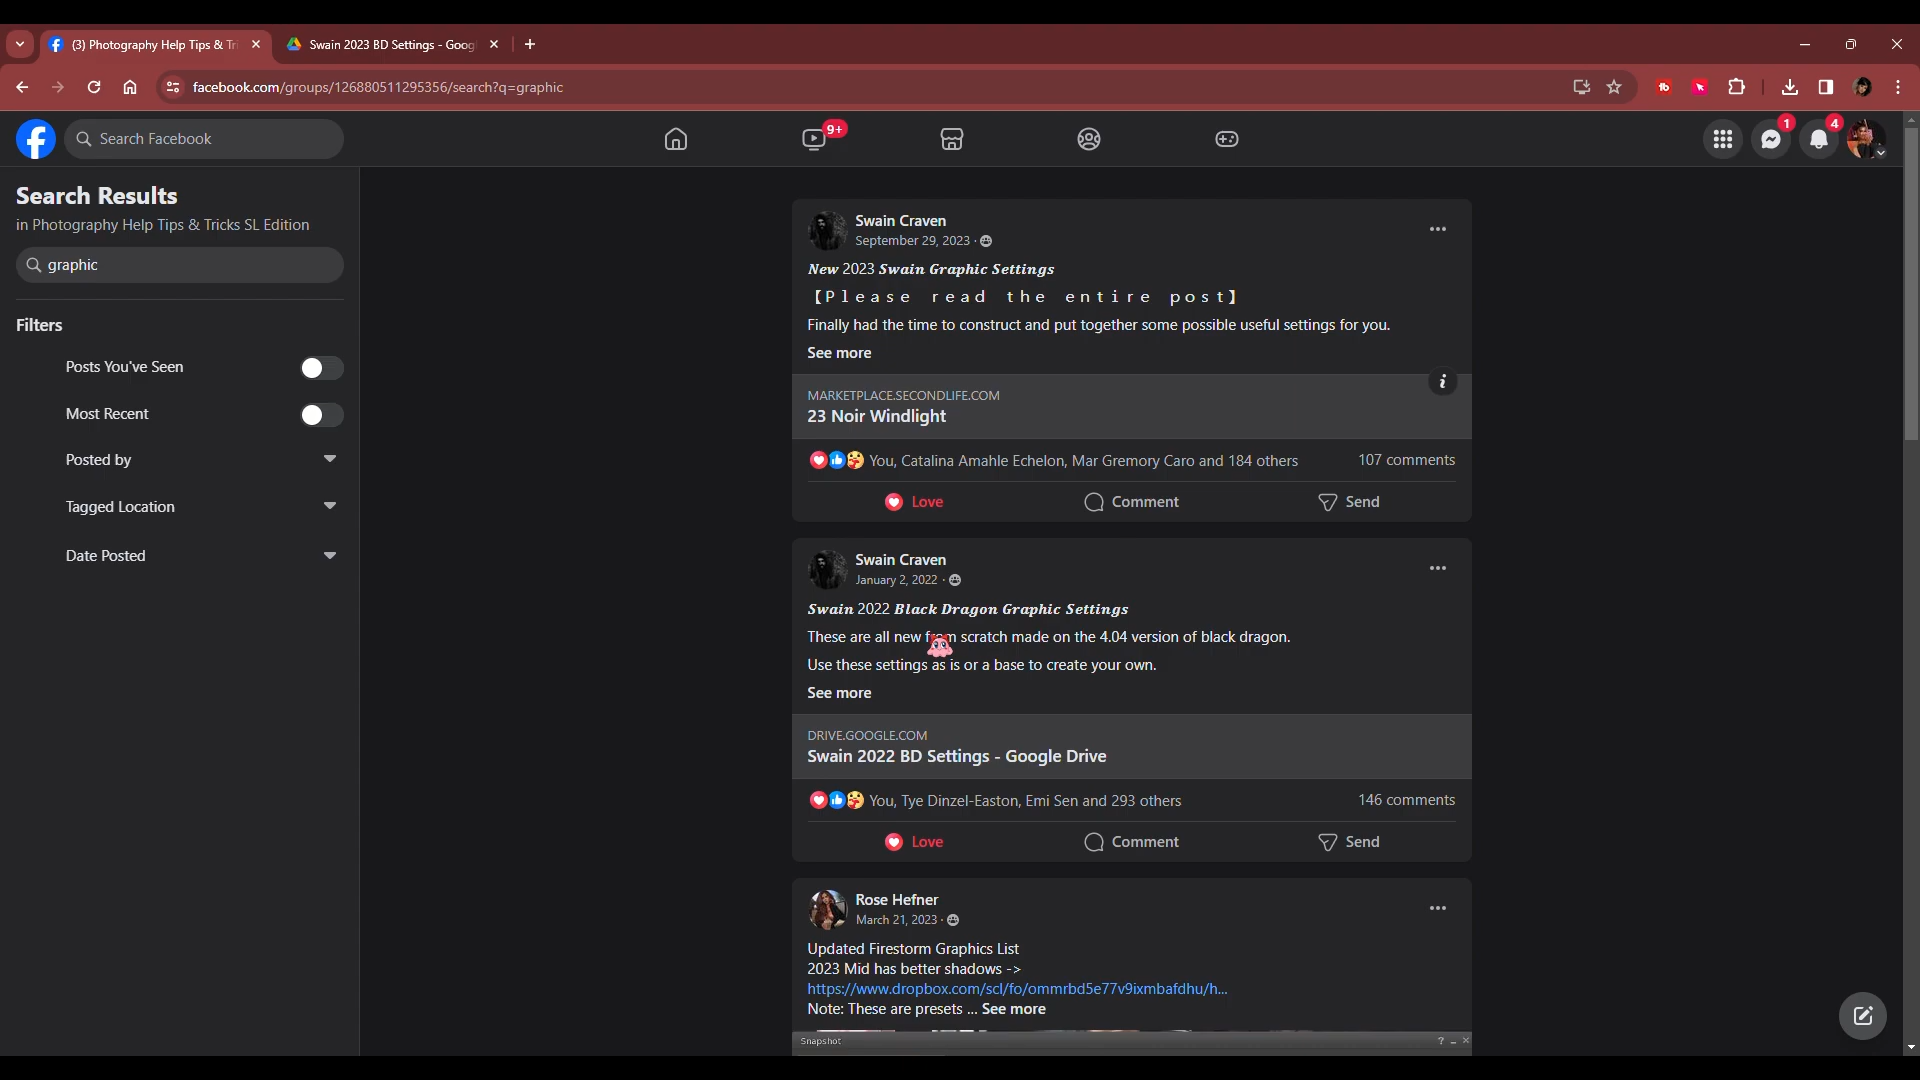 (3) Photography Help Tips & Tr
Swain 2023 BD Settings - Goog
facebook.com/groups/126880511295356/search?q=graphic
Search Facebook
9+
1
4
Search Results
in Photography Help Tips & Tricks SL Edition
graphic
Filters
Posts You've Seen
Most Recent
Posted by
Tagged Location
Date Posted
Swain Craven
September 29, 2023 ·
New 2023 Swain Graphic Settings
【Please read the entire post】
Finally had the time to construct and put together some possible useful settings for you.
See more
MARKETPLACE.SECONDLIFE.COM
23 Noir Windlight
You, Catalina Amahle Echelon, Mar Gremory Caro and 184 others
107 comments
Love
Comment
Send
Swain Craven
January 2, 2022 ·
Swain 2022 Black Dragon Graphic Settings
These are all new from scratch made on the 4.04 version of black dragon.
Use these settings as is or a base to create your own.
See more
DRIVE.GOOGLE.COM
Swain 2022 BD Settings - Google Drive
You, Tye Dinzel-Easton, Emi Sen and 293 others
146 comments
Love
Comment
Send
Rose Hefner
March 21, 2023 ·
Updated Firestorm Graphics List
2023 Mid has better shadows ->
https://www.dropbox.com/scl/fo/ommrbd5e77v9ixmbafdhu/h...
Note: These are presets ... See more
Snapshot